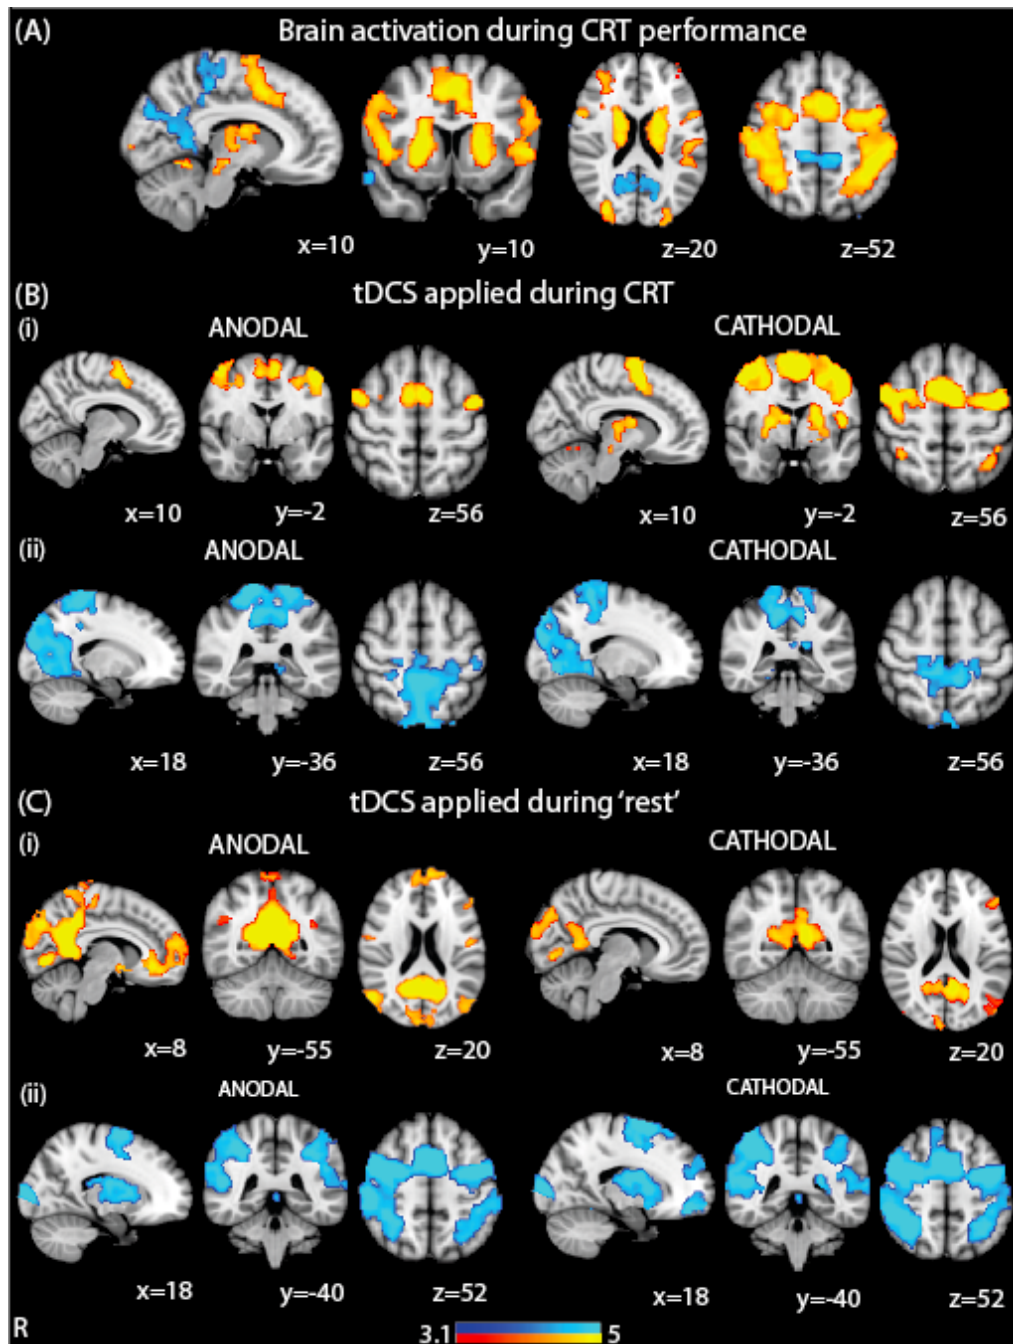 (A) Brain activation during CRT performance
x=10 y=10 z=20 z=52
(B) tDCS applied during CRT
(i) ANODAL CATHODAL
x=10 y=-2 z=56 x=10 y=-2 z=56
(ii) ANODAL CATHODAL
x=18 y=-36 z=56 x=18 y=-36 z=56
(C) tDCS applied during ‘rest’
(i) ANODAL CATHODAL
x=8 y=-55 z=20 x=8 y=-55 z=20
(ii) ANODAL CATHODAL
x=18 y=-40 z=52 x=18 y=-40 z=52
R 3.1 5